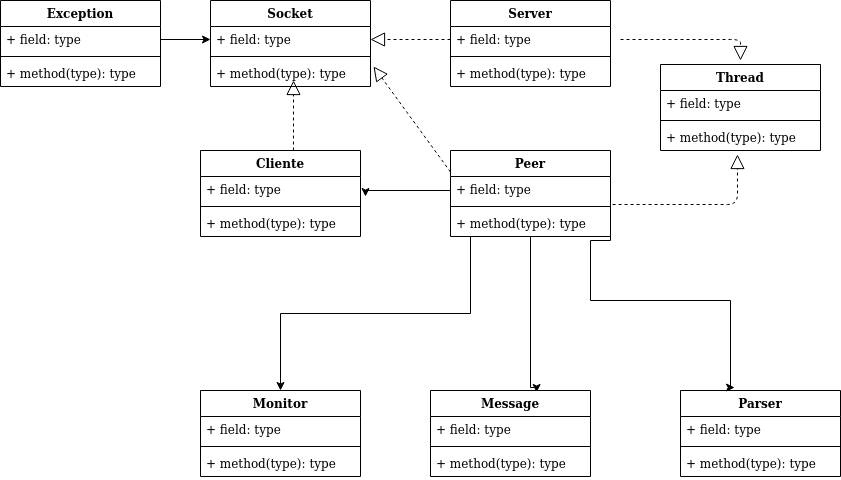 Exception
+ field: type
+ method(type): type
Socket
+ field: type
+ method(type): type
Server
+ field: type
+ method(type): type
Thread
+ field: type
+ method(type): type
Cliente
+ field: type
+ method(type): type
Peer
+ field: type
+ method(type): type
Monitor
+ field: type
+ method(type): type
Message
+ field: type
+ method(type): type
Parser
+ field: type
+ method(type): type